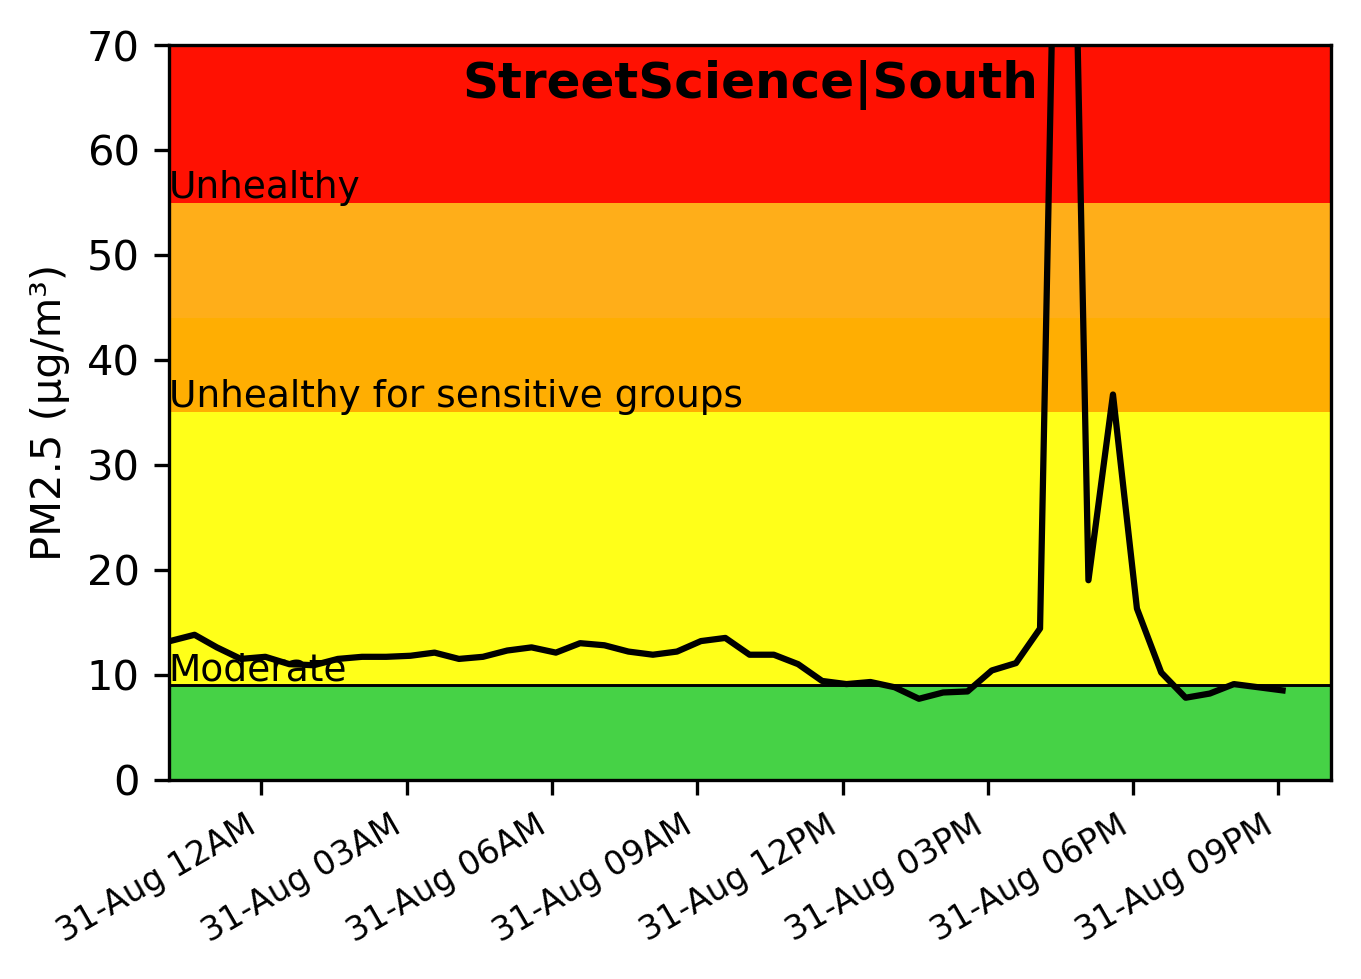 StreetScience|South
PM2.5 (µg/m³)
70
60
50
40
30
20
10
0
Unhealthy
Unhealthy for sensitive groups
Moderate
31-Aug 12AM
31-Aug 03AM
31-Aug 06AM
31-Aug 09AM
31-Aug 12PM
31-Aug 03PM
31-Aug 06PM
31-Aug 09PM